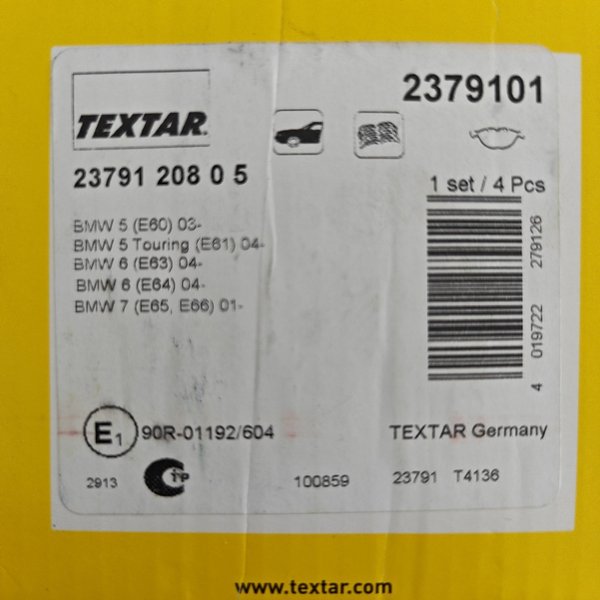 TEXTAR.
2379101
23791 208 0 5
1 set / 4 Pcs
BMW 5 (E60) 03-
BMW 5 Touring (E61) 04-
BMW 6 (E63) 04-
BMW 6 (E64) 04-
BMW 7 (E65, E66) 01-
4 019722 279126
E1 90R-01192/604
TEXTAR Germany
2913
100859
23791 T4136
www.textar.com